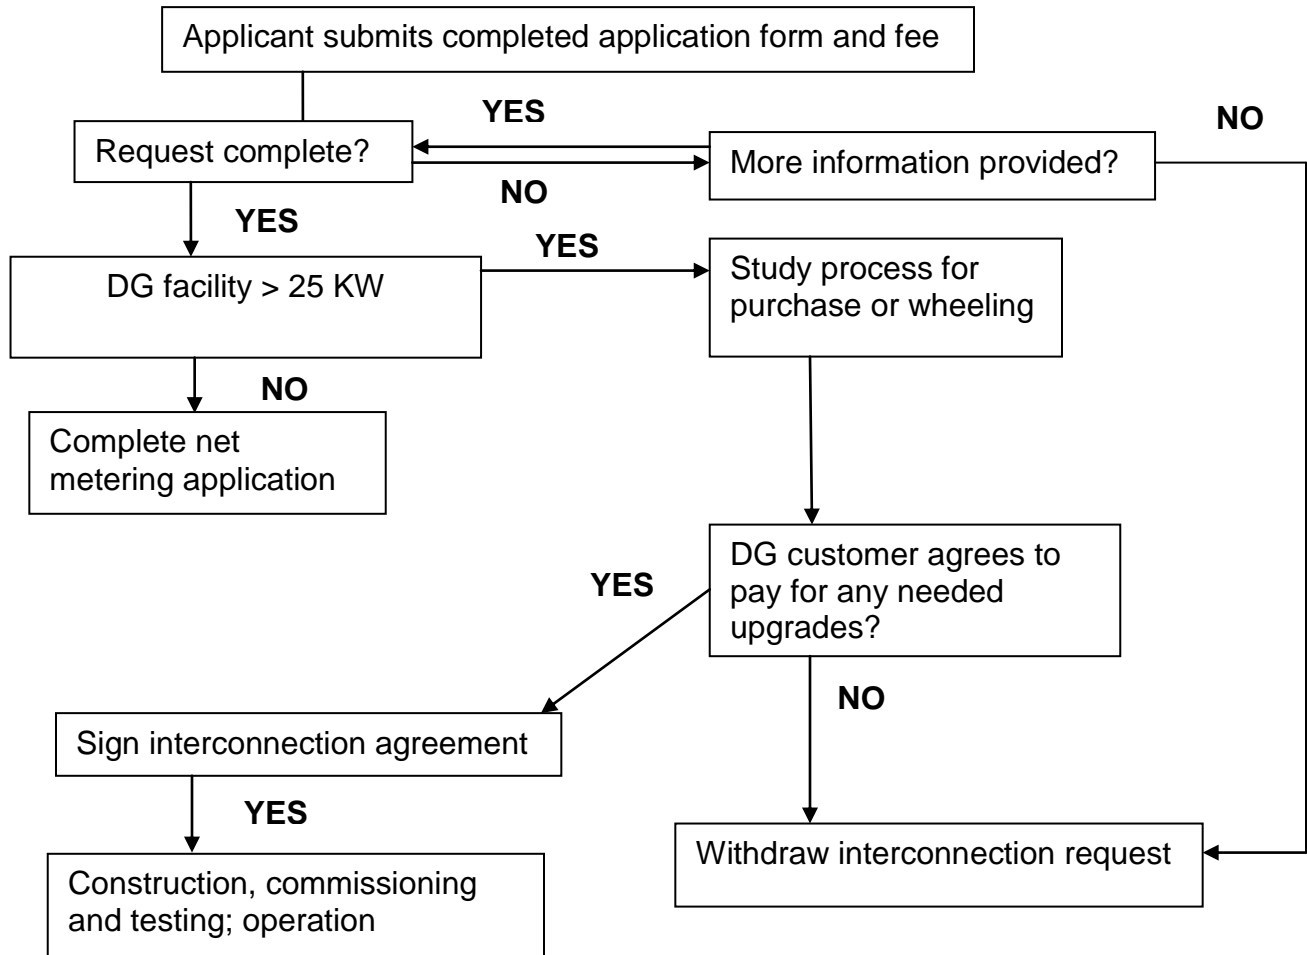 Applicant submits completed application form and fee
YES
NO
Request complete?
More information provided?
NO
YES
YES
DG facility > 25 KW
Study process for
purchase or wheeling
NO
Complete net
metering application
DG customer agrees to
pay for any needed
upgrades?
YES
NO
Sign interconnection agreement
YES
Withdraw interconnection request
Construction, commissioning
and testing; operation